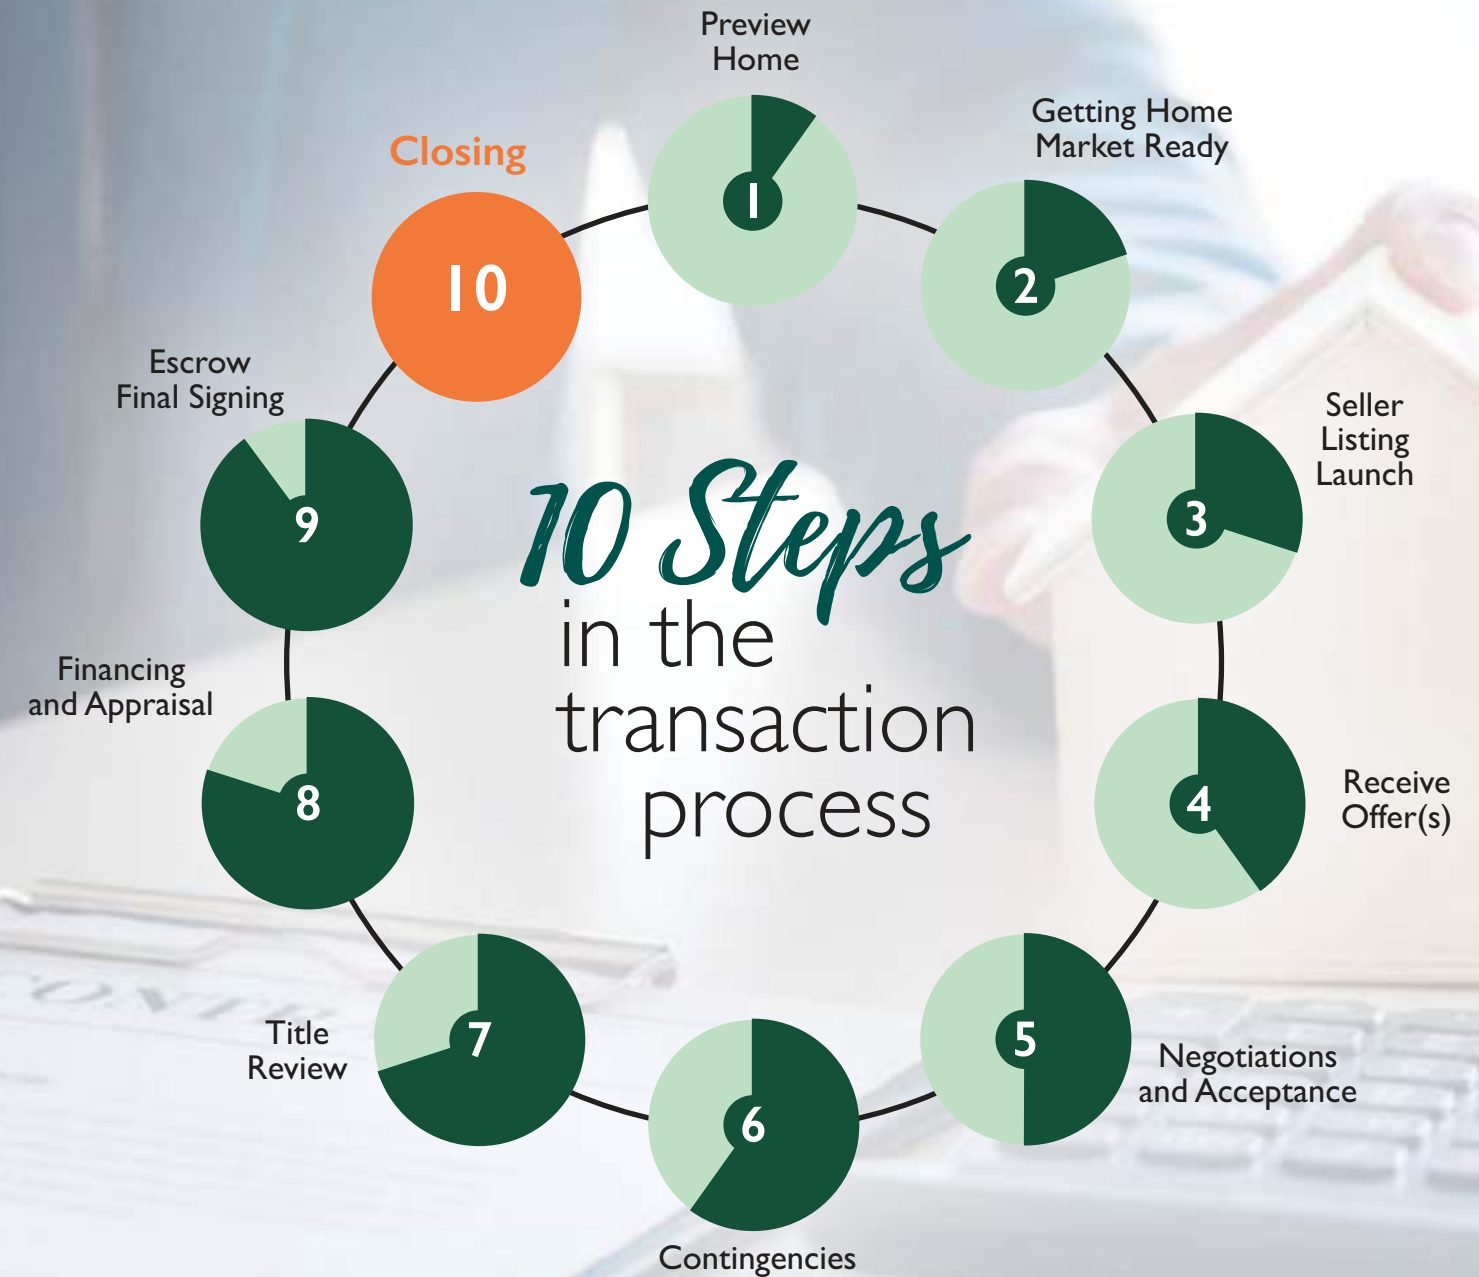 10 Steps
in the
transaction
process
Preview
Home
1
Getting Home
Market Ready
2
Seller
Listing
Launch
3
Receive
Offer(s)
4
Negotiations
and Acceptance
5
Contingencies
6
Title
Review
7
Financing
and Appraisal
8
Escrow
Final Signing
9
Closing
10